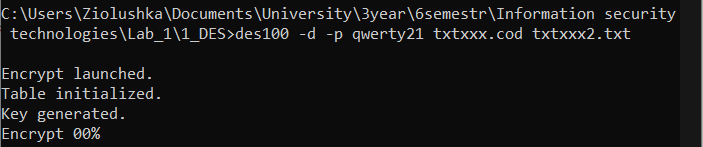 C:\Users\Ziolushka\Documents\University\3year\6semestr\Information security
 technologies\Lab_1\1_DES>des100 -d -p qwerty21 txtxxx.cod txtxxx2.txt
Encrypt launched.
Table initialized.
Key generated.
Encrypt 00%